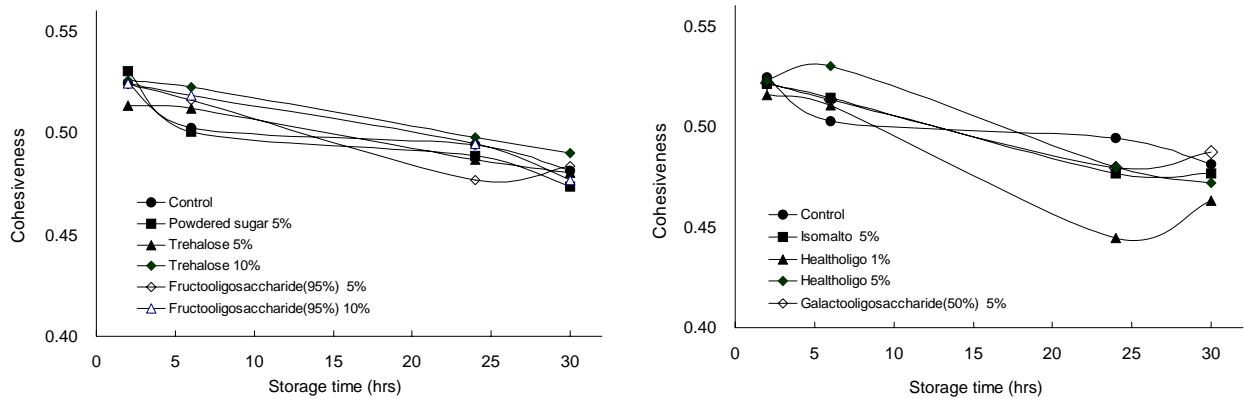 0.55
0.50
0.45
0.40
Cohesiveness
Control
Powdered sugar 5%
Trehalose 5%
Trehalose 10%
Fructooligosaccharide(95%) 5%
Fructooligosaccharide(95%) 10%
0 5 10 15 20 25 30
Storage time (hrs)
0.55
0.50
0.45
0.40
Cohesiveness
Control
Isomalto 5%
Healtholigo 1%
Healtholigo 5%
Galactooligosaccharide(50%) 5%
0 5 10 15 20 25 30
Storage time (hrs)